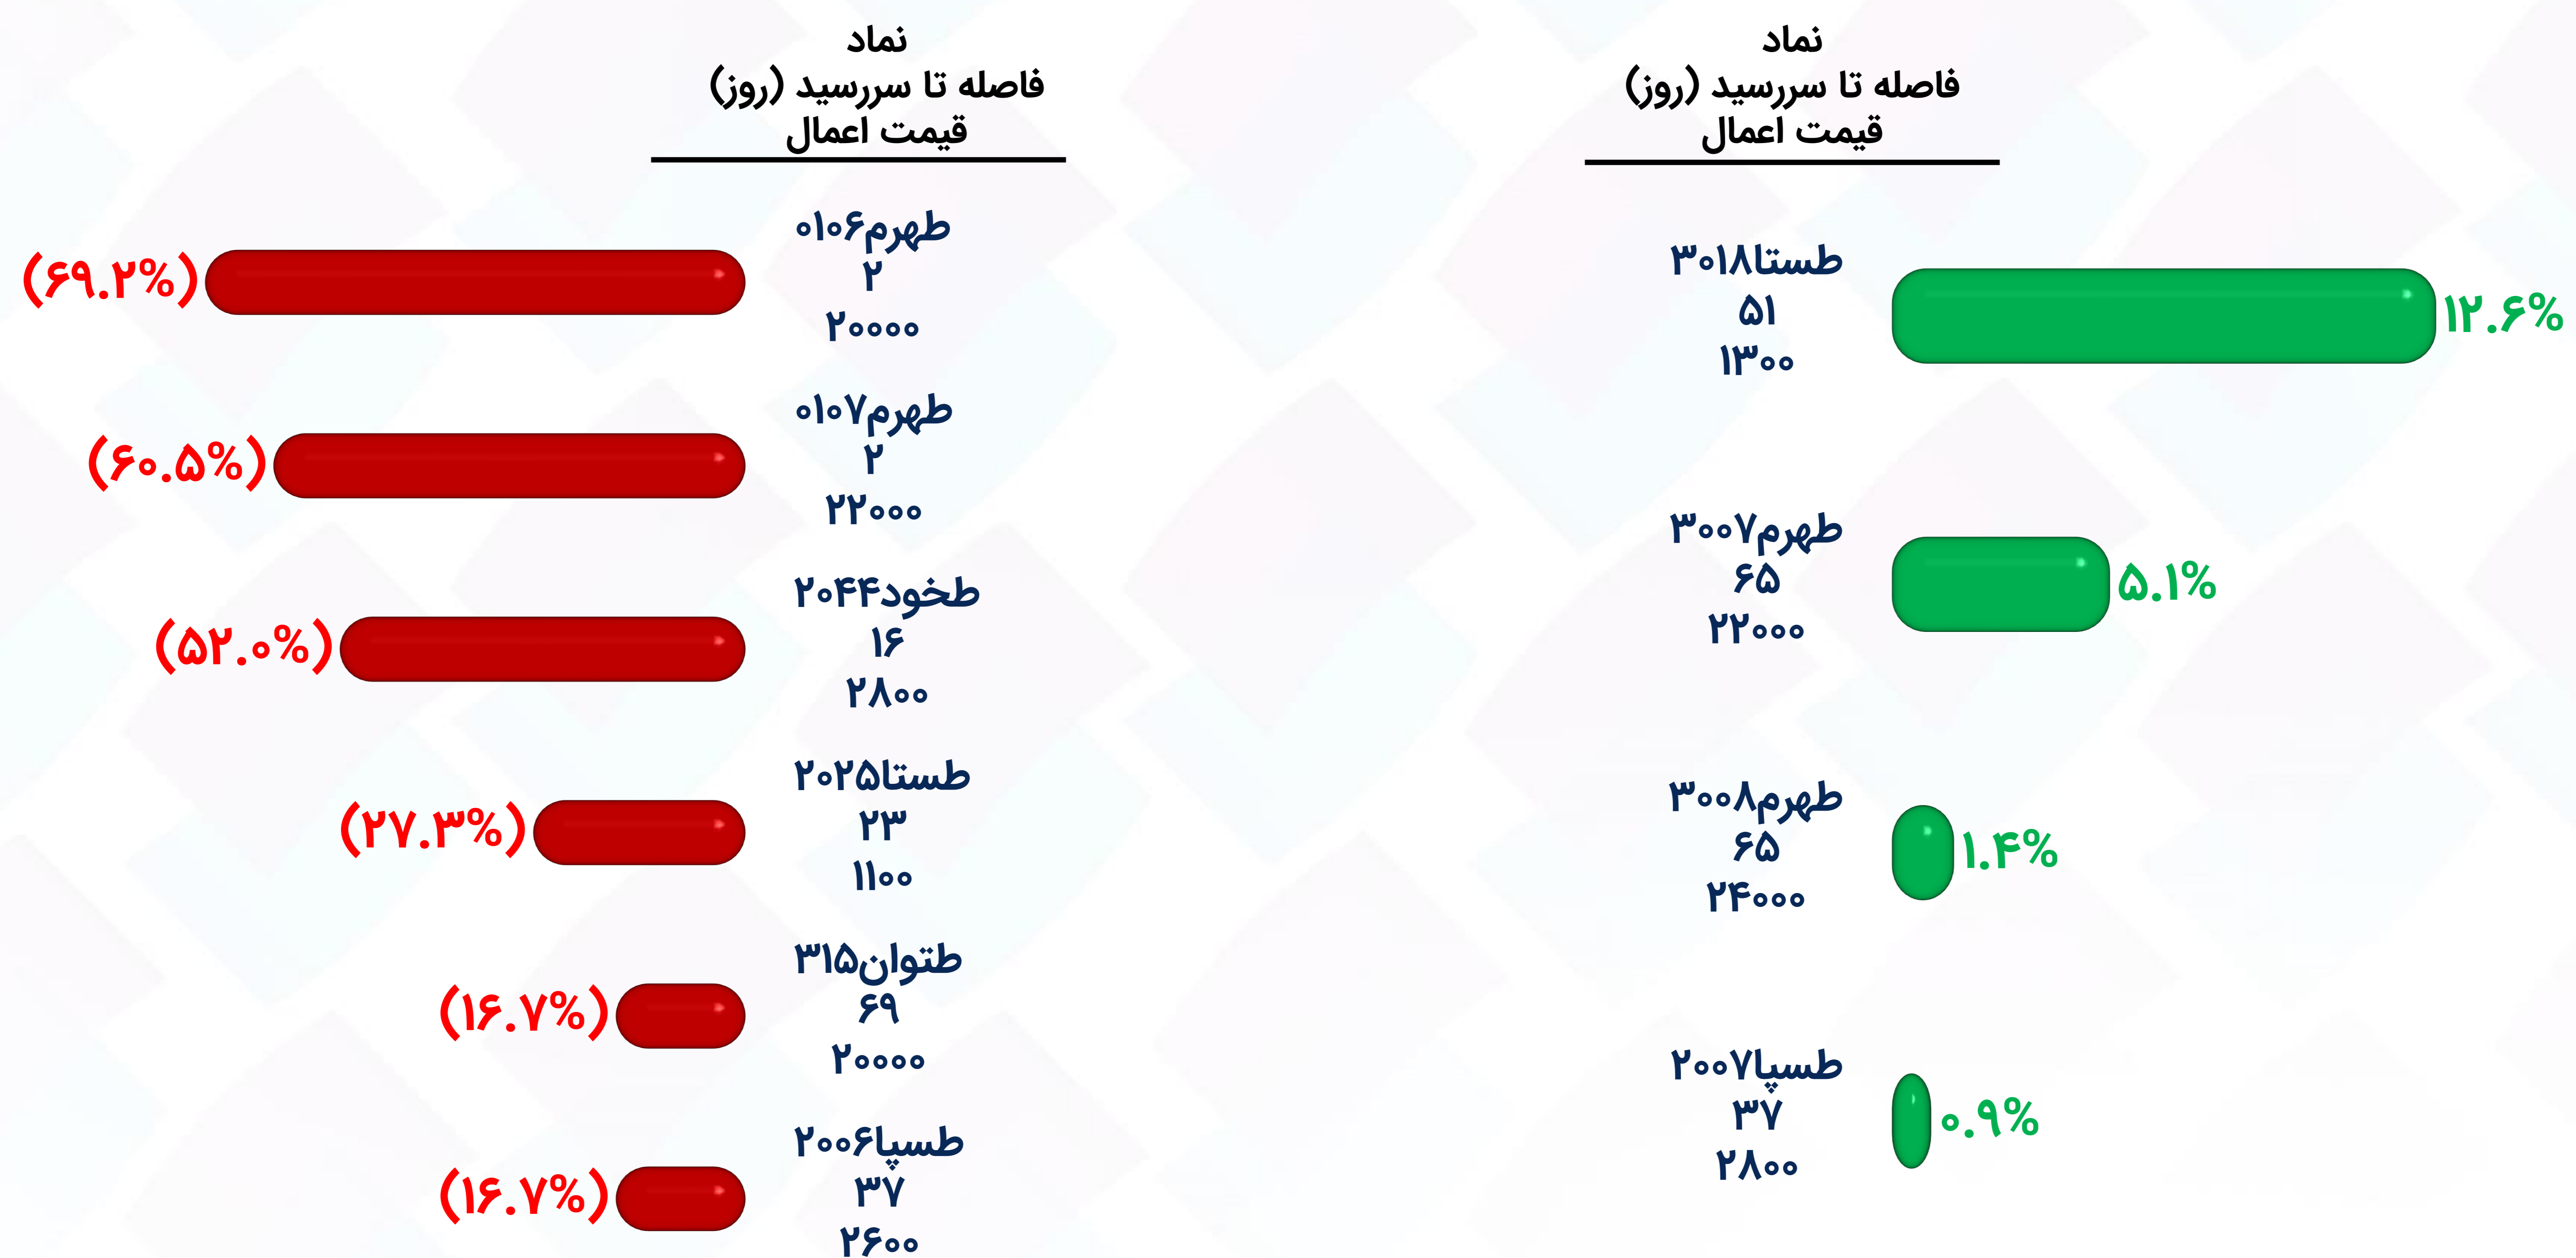 نماد
فاصله تا سررسید (روز)
قیمت اعمال
طستا۳۰۱۸
۵۱
۱۳۰۰
۱۲.۶%
طهرم۳۰۰۷
۶۵
۲۲۰۰۰
۵.۱%
طهرم۳۰۰۸
۶۵
۲۴۰۰۰
۱.۴%
طسپا۲۰۰۷
۳۷
۲۸۰۰
۰.۹%
نماد
فاصله تا سررسید (روز)
قیمت اعمال
طهرم۰۱۰۶
۲
۲۰۰۰۰
(۶۹.۲%)
طهرم۰۱۰۷
۲
۲۲۰۰۰
(۶۰.۵%)
طخود۲۰۴۴
۱۶
۲۸۰۰
(۵۲.۰%)
طستا۲۰۲۵
۲۳
۱۱۰۰
(۲۷.۳%)
طتوان۳۱۵
۶۹
۲۰۰۰۰
(۱۶.۷%)
طسپا۲۰۰۶
۳۷
۲۶۰۰
(۱۶.۷%)